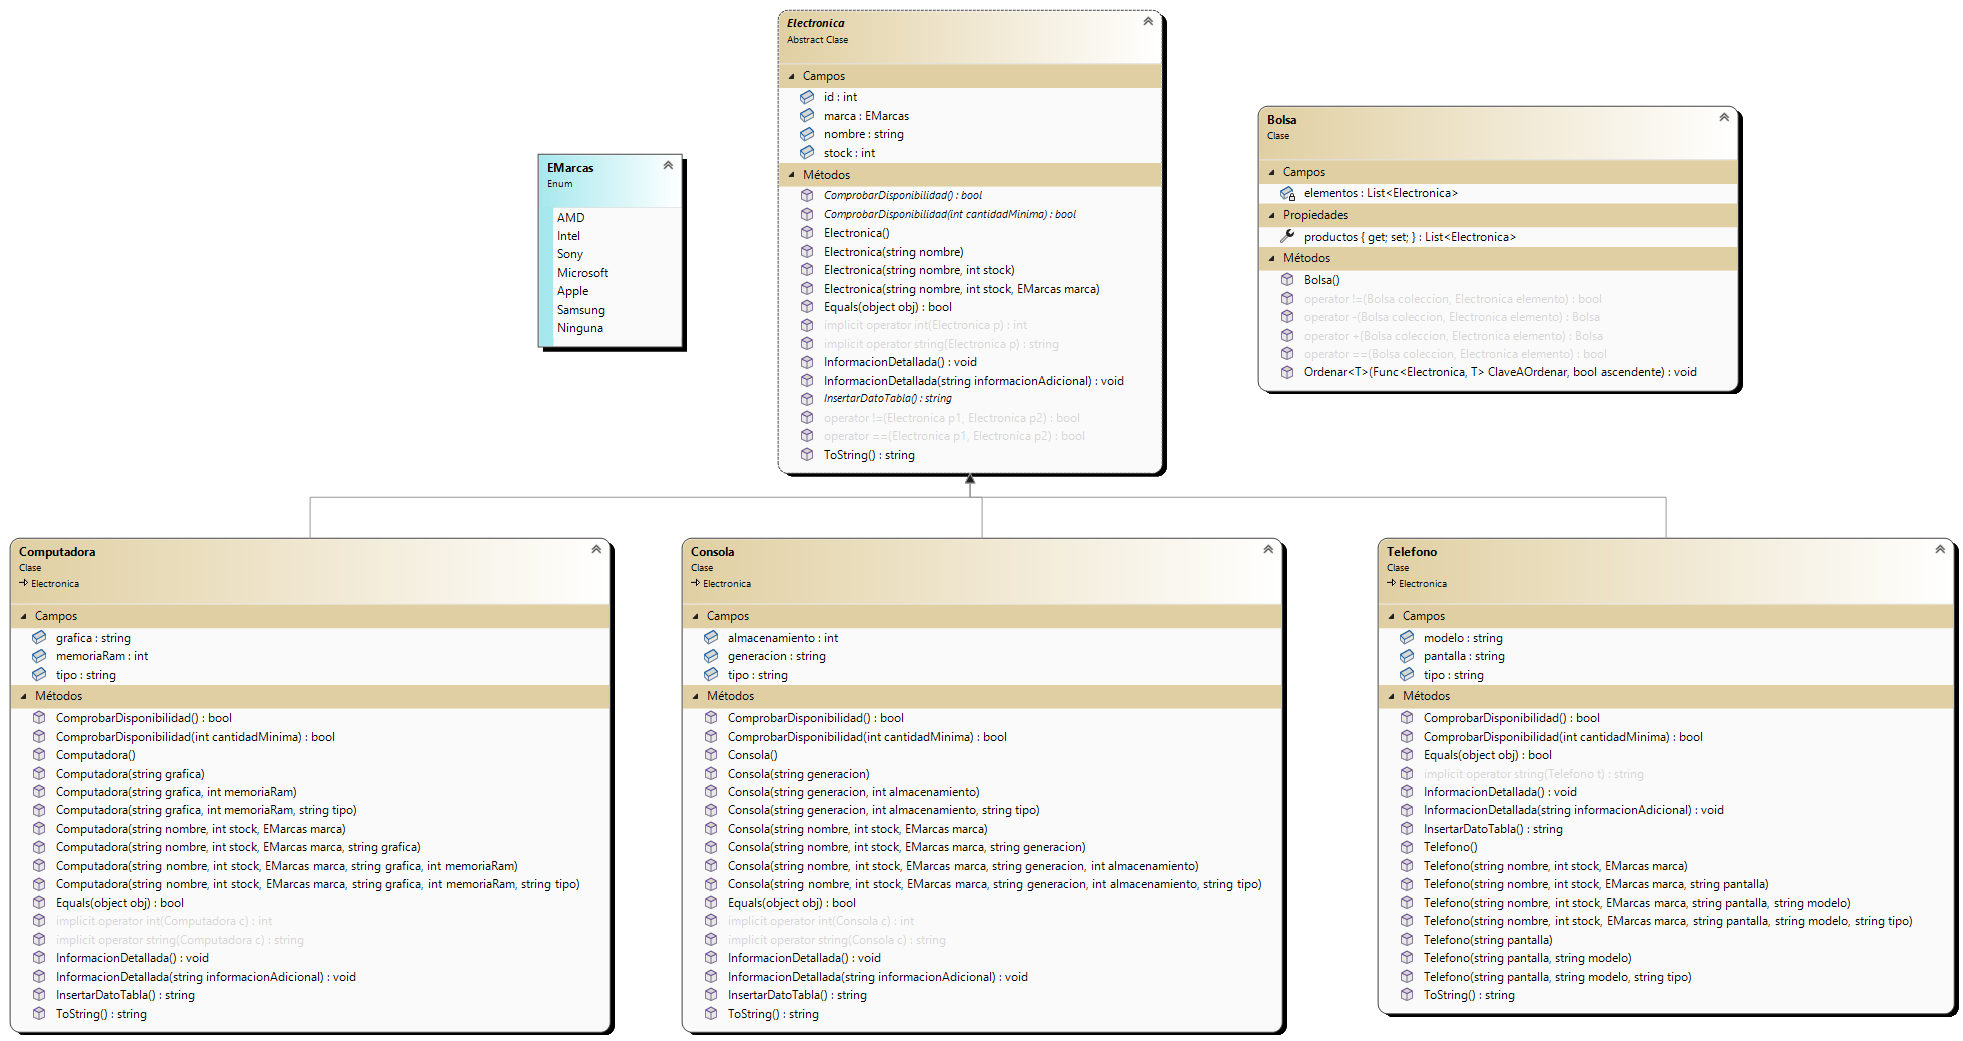 Electronica
Abstract Clase
Campos
id : int
marca : EMarcas
nombre : string
stock : int
Métodos
ComprobarDisponibilidad() : bool
ComprobarDisponibilidad(int cantidadMinima) : bool
Electronica()
Electronica(string nombre)
Electronica(string nombre, int stock)
Electronica(string nombre, int stock, EMarcas marca)
Equals(object obj) : bool
implicit operator int(Electronica p) : int
implicit operator string(Electronica p) : string
InformacionDetallada() : void
InformacionDetallada(string informacionAdicional) : void
InsertarDatoTabla() : string
operator !=(Electronica p1, Electronica p2) : bool
operator ==(Electronica p1, Electronica p2) : bool
ToString() : string
EMarcas
Enum
AMD
Intel
Sony
Microsoft
Apple
Samsung
Ninguna
Bolsa
Clase
Campos
elementos : List<Electronica>
Propiedades
productos { get; set; } : List<Electronica>
Métodos
Bolsa()
operator !=(Bolsa coleccion, Electronica elemento) : bool
operator -(Bolsa coleccion, Electronica elemento) : Bolsa
operator +(Bolsa coleccion, Electronica elemento) : Bolsa
operator ==(Bolsa coleccion, Electronica elemento) : bool
Ordenar<T>(Func<Electronica, T> ClaveAOrdenar, bool ascendente) : void
Computadora
Clase
Electronica
Campos
grafica : string
memoriaRam : int
tipo : string
Métodos
ComprobarDisponibilidad() : bool
ComprobarDisponibilidad(int cantidadMinima) : bool
Computadora()
Computadora(string grafica)
Computadora(string grafica, int memoriaRam)
Computadora(string grafica, int memoriaRam, string tipo)
Computadora(string nombre, int stock, EMarcas marca)
Computadora(string nombre, int stock, EMarcas marca, string grafica)
Computadora(string nombre, int stock, EMarcas marca, string grafica, int memoriaRam)
Computadora(string nombre, int stock, EMarcas marca, string grafica, int memoriaRam, string tipo)
Equals(object obj) : bool
implicit operator int(Computadora c) : int
implicit operator string(Computadora c) : string
InformacionDetallada() : void
InformacionDetallada(string informacionAdicional) : void
InsertarDatoTabla() : string
ToString() : string
Consola
Clase
Electronica
Campos
almacenamiento : int
generacion : string
tipo : string
Métodos
ComprobarDisponibilidad() : bool
ComprobarDisponibilidad(int cantidadMinima) : bool
Consola()
Consola(string generacion)
Consola(string generacion, int almacenamiento)
Consola(string generacion, int almacenamiento, string tipo)
Consola(string nombre, int stock, EMarcas marca)
Consola(string nombre, int stock, EMarcas marca, string generacion)
Consola(string nombre, int stock, EMarcas marca, string generacion, int almacenamiento)
Consola(string nombre, int stock, EMarcas marca, string generacion, int almacenamiento, string tipo)
Equals(object obj) : bool
implicit operator int(Consola c) : int
implicit operator string(Consola c) : string
InformacionDetallada() : void
InformacionDetallada(string informacionAdicional) : void
InsertarDatoTabla() : string
ToString() : string
Telefono
Clase
Electronica
Campos
modelo : string
pantalla : string
tipo : string
Métodos
ComprobarDisponibilidad() : bool
ComprobarDisponibilidad(int cantidadMinima) : bool
Equals(object obj) : bool
implicit operator string(Telefono t) : string
InformacionDetallada() : void
InformacionDetallada(string informacionAdicional) : void
InsertarDatoTabla() : string
Telefono()
Telefono(string nombre, int stock, EMarcas marca)
Telefono(string nombre, int stock, EMarcas marca, string pantalla)
Telefono(string nombre, int stock, EMarcas marca, string pantalla, string modelo)
Telefono(string nombre, int stock, EMarcas marca, string pantalla, string modelo, string tipo)
Telefono(string pantalla)
Telefono(string pantalla, string modelo)
Telefono(string pantalla, string modelo, string tipo)
ToString() : string